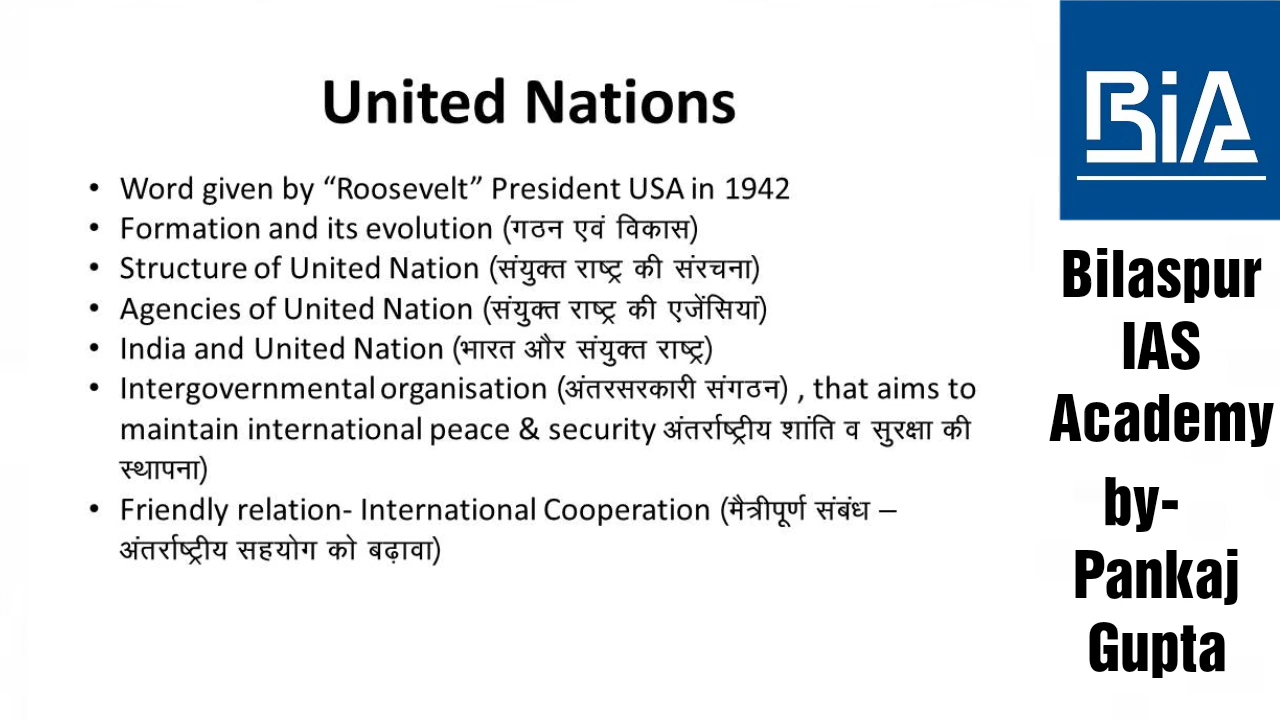 United Nations
• Word given by “Roosevelt” President USA in 1942
• Formation and its evolution (गठन एवं विकास)
• Structure of United Nation (संयुक्त राष्ट्र की संरचना)
• Agencies of United Nation (संयुक्त राष्ट्र की एजेंसियां)
• India and United Nation (भारत और संयुक्त राष्ट्र)
• Intergovernmental organisation (अंतरसरकारी संगठन) , that aims to
maintain international peace & security अंतर्राष्ट्रीय शांति व सुरक्षा की
स्थापना)
• Friendly relation- International Cooperation (मैत्रीपूर्ण संबंध –
अंतर्राष्ट्रीय सहयोग को बढ़ावा)
BiA
Bilaspur
IAS
Academy
by-
Pankaj
Gupta